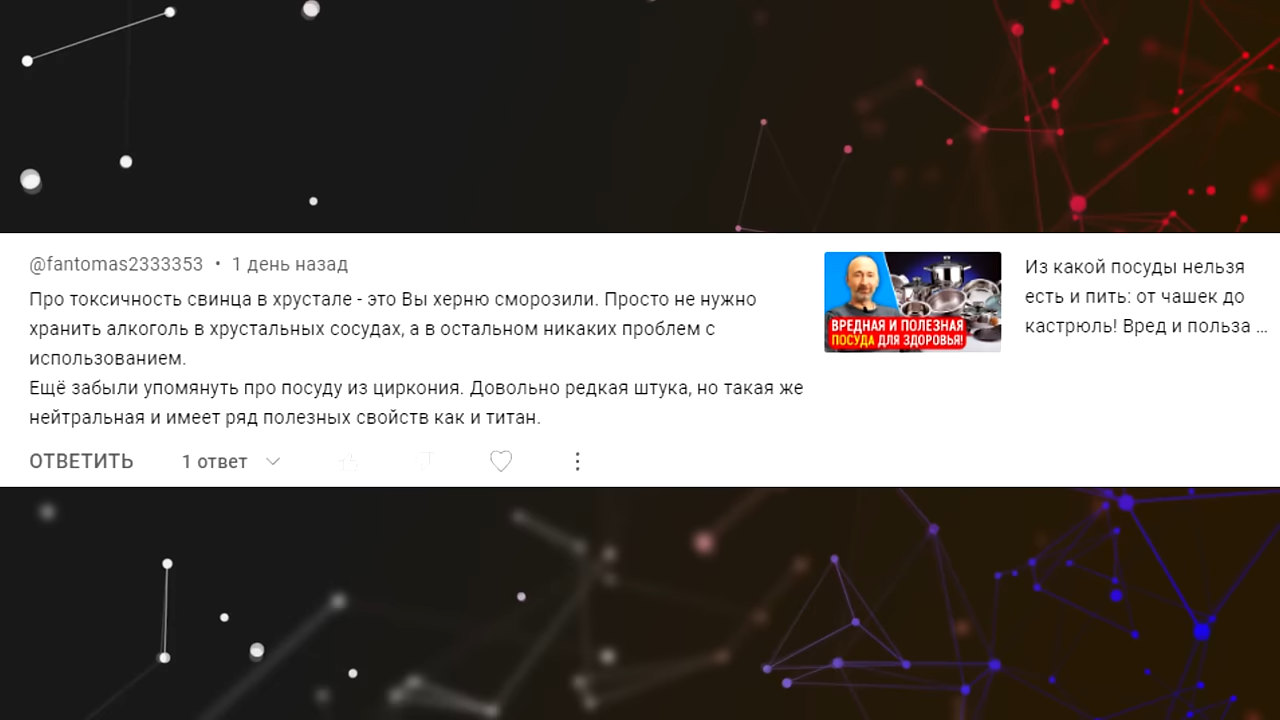 @fantomas2333353 • 1 день назад
Про токсичность свинца в хрустале - это Вы херню сморозили. Просто не нужно
хранить алкоголь в хрустальных сосудах, а в остальном никаких проблем с
использованием.
Ещё забыли упомянуть про посуду из циркония. Довольно редкая штука, но такая же
нейтральная и имеет ряд полезных свойств как и титан.
ОТВЕТИТЬ 1 ответ
ВРЕДНАЯ И ПОЛЕЗНАЯ
ПОСУДА ДЛЯ ЗДОРОВЬЯ!
Из какой посуды нельзя
есть и пить: от чашек до
кастрюль! Вред и польза ...